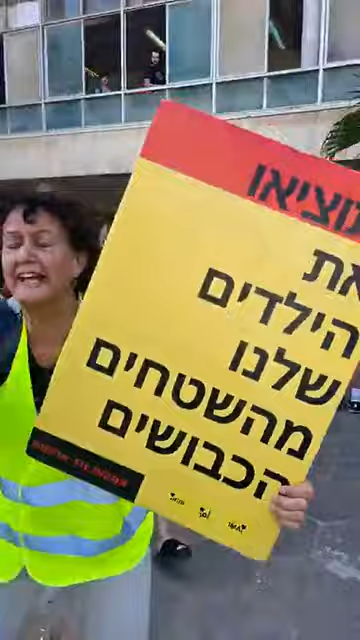 הוציאו
את
הילדים
שלנו
מהשטחים
הכבושים